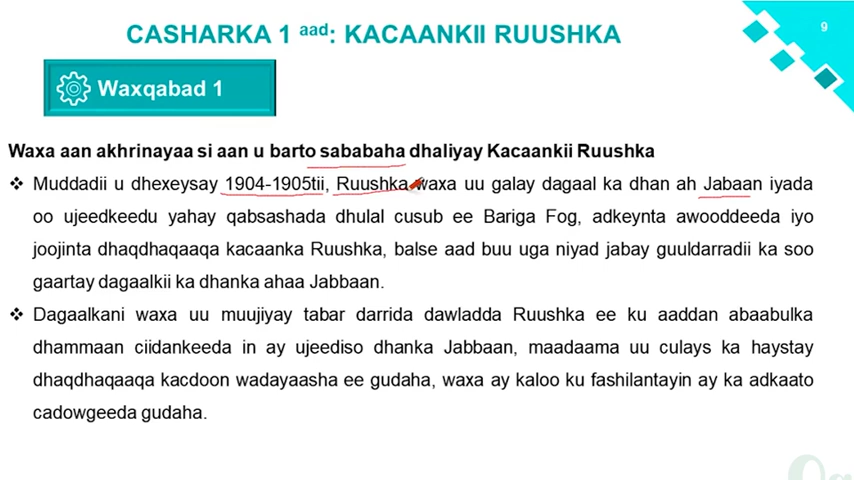 9
CASHARKA 1 aad: KACAANKII RUUSHKA
Waxqabad 1
Waxa aan akhrinayaa si aan u barto sababaha dhaliyay Kacaankii Ruushka
❖ Muddadii u dhexeysay 1904-1905tii, Ruushka waxa uu galay dagaal ka dhan ah Jabaan iyada
oo ujeedkeedu yahay qabsashada dhulal cusub ee Bariga Fog, adkeynta awooddeeda iyo
joojinta dhaqdhaqaaqa kacaanka Ruushka, balse aad buu uga niyad jabay guuldarradii ka soo
gaartay dagaalkii ka dhanka ahaa Jabbaan.
❖ Dagaalkani waxa uu muujiyay tabar darrida dawladda Ruushka ee ku aaddan abaabulka
dhammaan ciidankeeda in ay ujeediso dhanka Jabbaan, maadaama uu culays ka haystay
dhaqdhaqaaqa kacdoon wadayaasha ee gudaha, waxa ay kaloo ku fashilantayin ay ka adkaato
cadowgeeda gudaha.